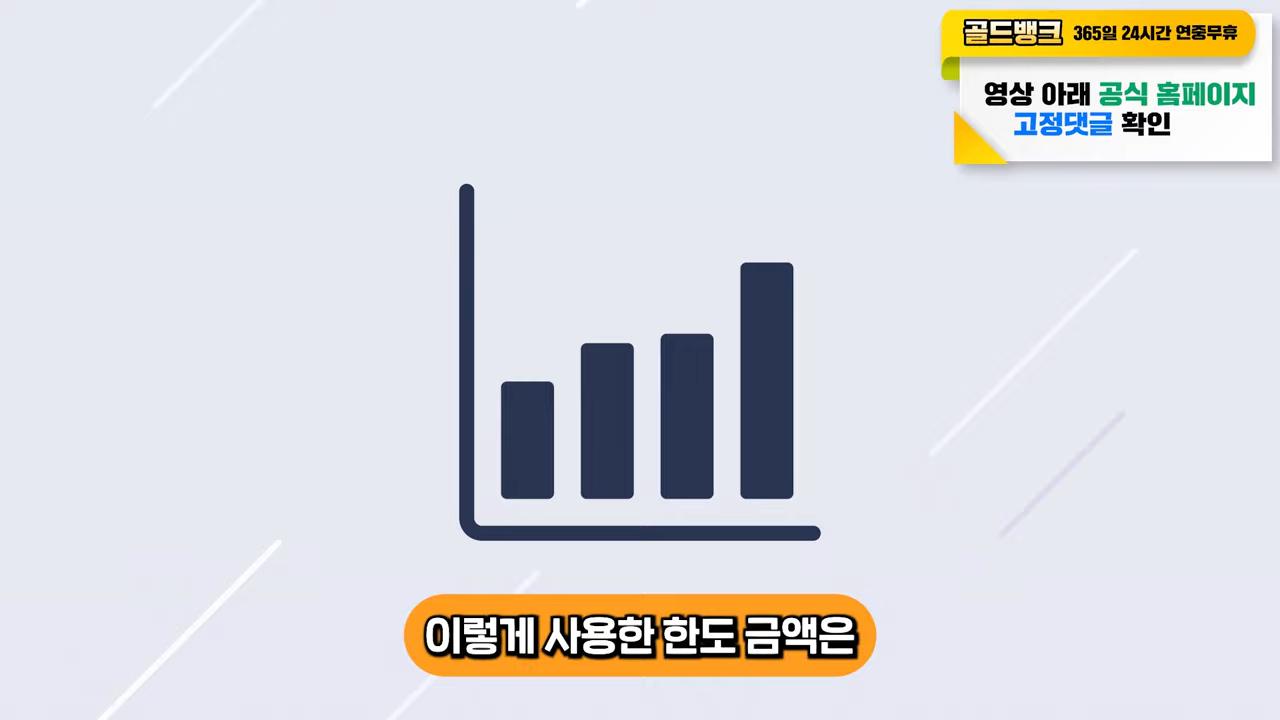 골드뱅크 365일 24시간 연중무휴
영상 아래 공식 홈페이지
고정댓글 확인
이렇게 사용한 한도 금액은